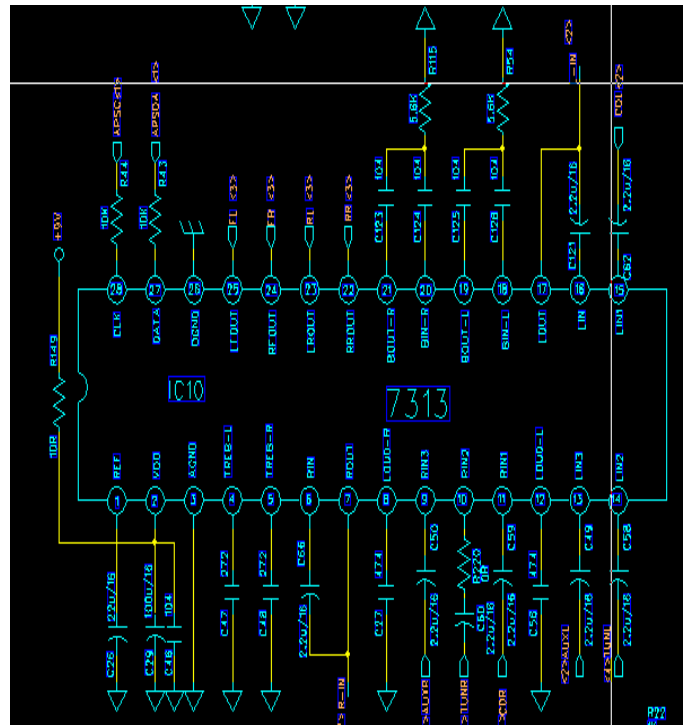 R115
R54
-IN <2>
APSC<1>
APSDA <1>
CDL<2>
5.6K
5.6K
R44
R43
FL <3>
FR <3>
RL <3>
RR <3>
104
104
104
104
2.2u/16
2.2u/16
+9V
10K
10K
C123
C124
C125
C126
C121
C62
28
27
26
25
24
23
22
21
20
19
18
17
16
15
CLK
DATA
DGND
LFOUT
RFOUT
LROUT
RROUT
BOUT-R
BIN-R
BOUT-L
BIN-L
LOUT
LIN
LIN1
R149
10R
IC10
7313
REF
VDD
AGND
TREB-L
TREB-R
RIN
ROUT
LOUD-R
RIN3
RIN2
RIN1
LOUD-L
LIN3
LIN2
1
2
3
4
5
6
7
8
9
10
11
12
13
14
C66
C50
R220
0R
C59
C49
C58
22u/16
100u/16
104
272
272
2.2u/16
474
2.2u/16
C60
2.2u/16
2.2u/16
474
2.2u/16
2.2u/16
C26
C29
C46
C47
C48
C27
C56
>R-IN
>AUXR
>TUNR
>CDR
<2>AUXL
R22